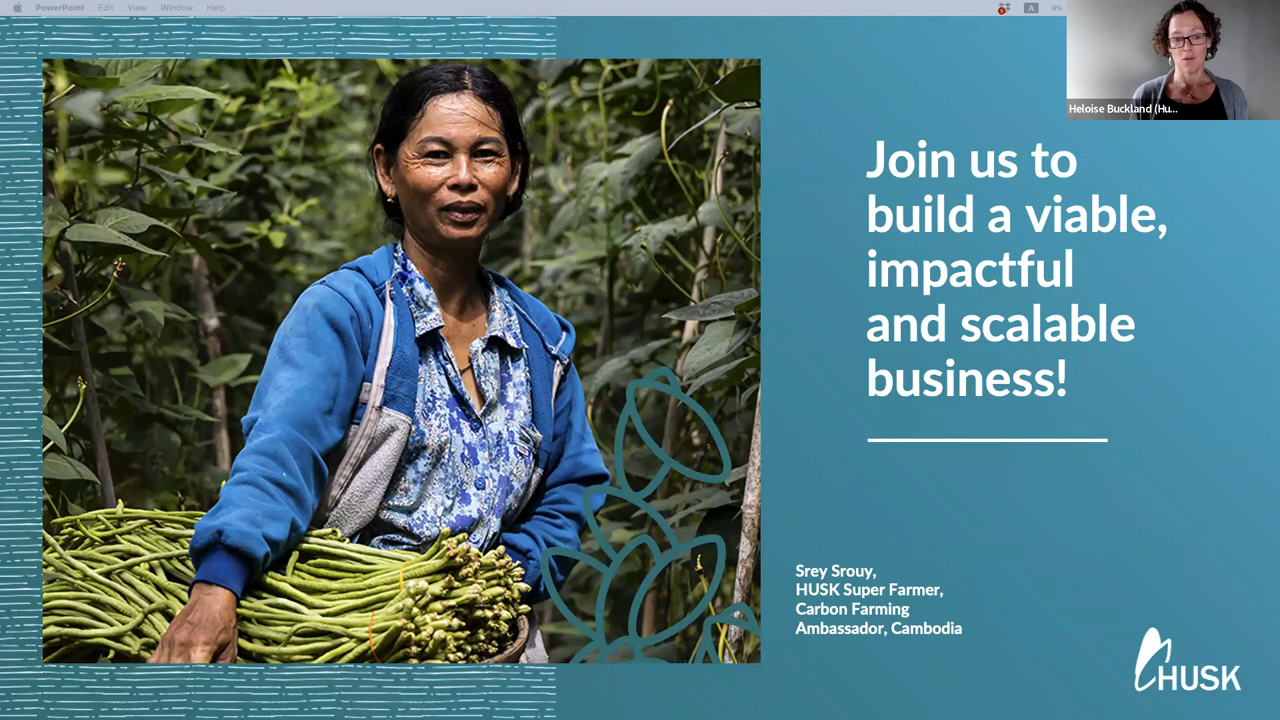 PowerPoint Edit View Window Help
A 9%
Heloise Buckland (Hu...
Join us to
build a viable,
impactful
and scalable
business!
Srey Srouy,
HUSK Super Farmer,
Carbon Farming
Ambassador, Cambodia
HUSK